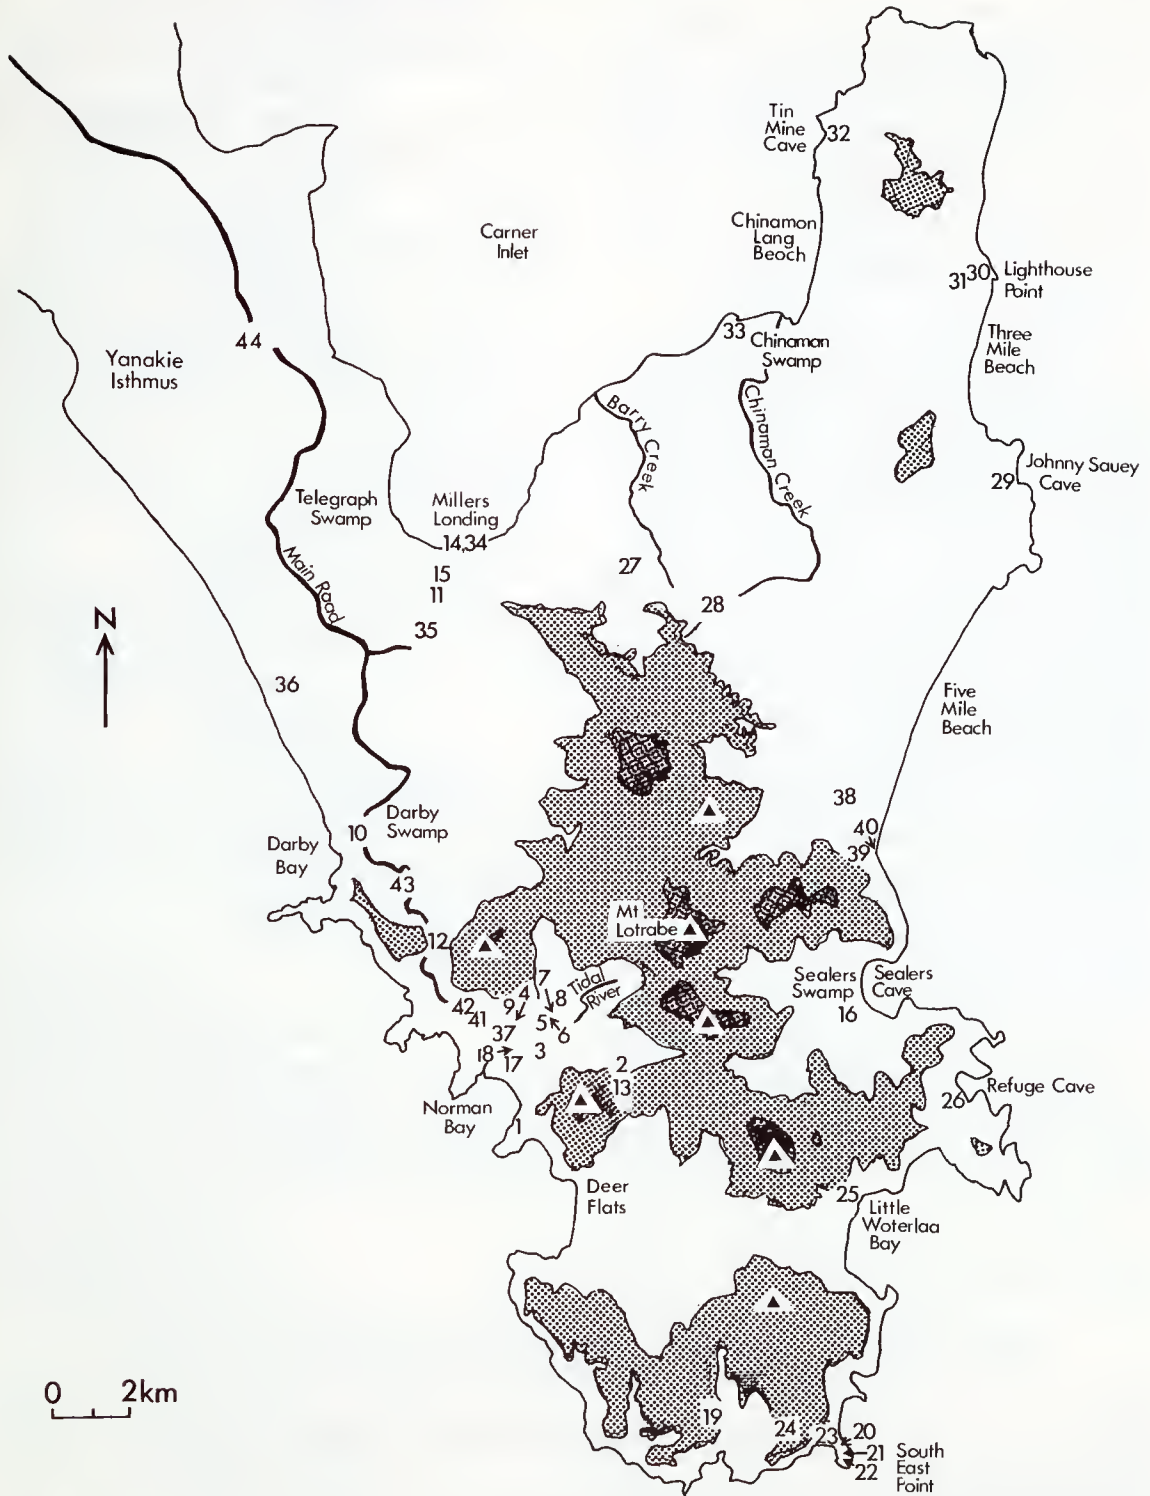 Tin
Mine
Cave
32
Carner
Inlet
Chinamon
Lang
Beoch
31
30
Lighthouse
Point
44
33
Chinaman
Swamp
Three
Mile
Beach
Yanakie
Isthmus
Barry Creek
Chinaman Creek
Johnny Sauey
Cave
29
Telegraph
Swamp
Millers
Londing
14,34
15
11
27
28
Main Raad
N
35
36
Five
Mile
Beach
38
40
39
10
Darby
Swamp
Darby
Bay
43
Mt
Lotrabe
12
7
Tidal
River
Sealers
Swamp
Sealers
Cave
16
4
8
9
42
41
5
6
37
3
18
17
2
13
Refuge Cave
26
Norman
Bay
1
Deer
Flats
25
Little
Woterlaa
Bay
0 2km
19
24
23
20
21
22
South
East
Point